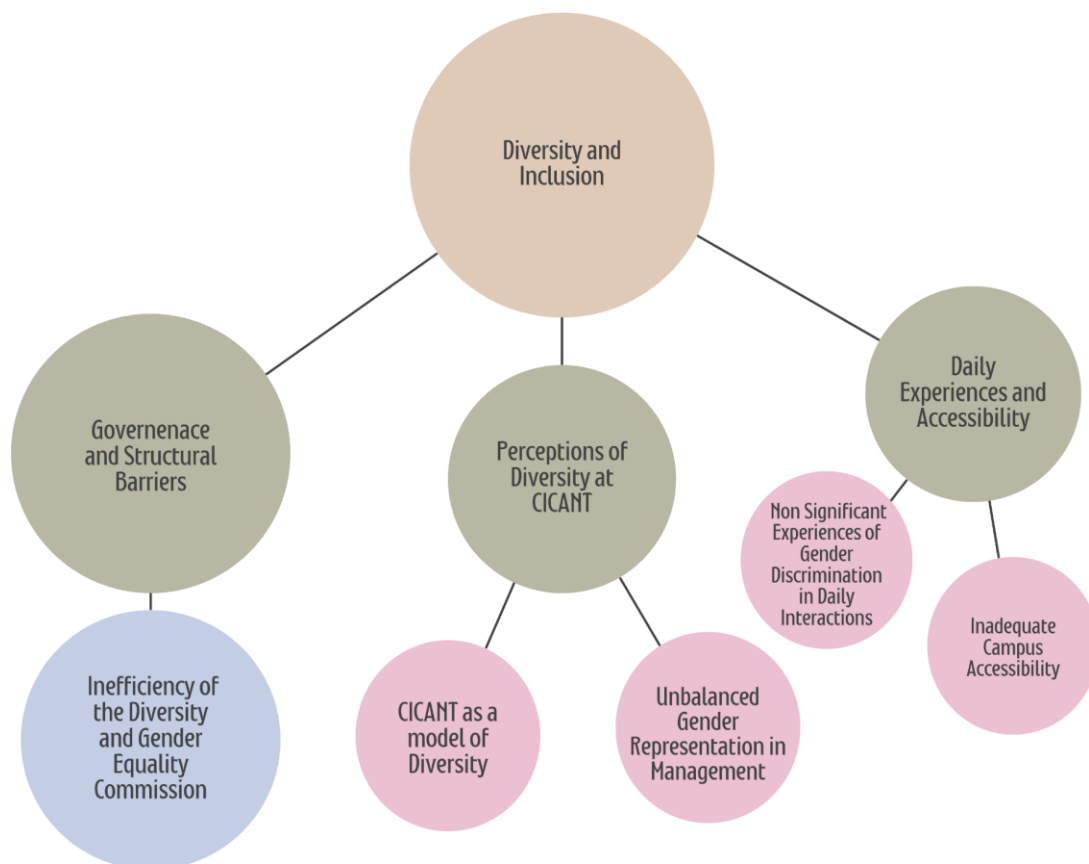 Diversity and
Inclusion
Governenace
and Structural
Barriers
Perceptions of
Diversity at
CICANT
Daily
Experiences and
Accessibility
Inefficiency of
the Diversity
and Gender
Equality
Commission
CICANT as a
model of
Diversity
Unbalanced
Gender
Representation in
Management
Non Significant
Experiences of
Gender
Discrimination
in Daily
Interactions
Inadequate
Campus
Accessibility